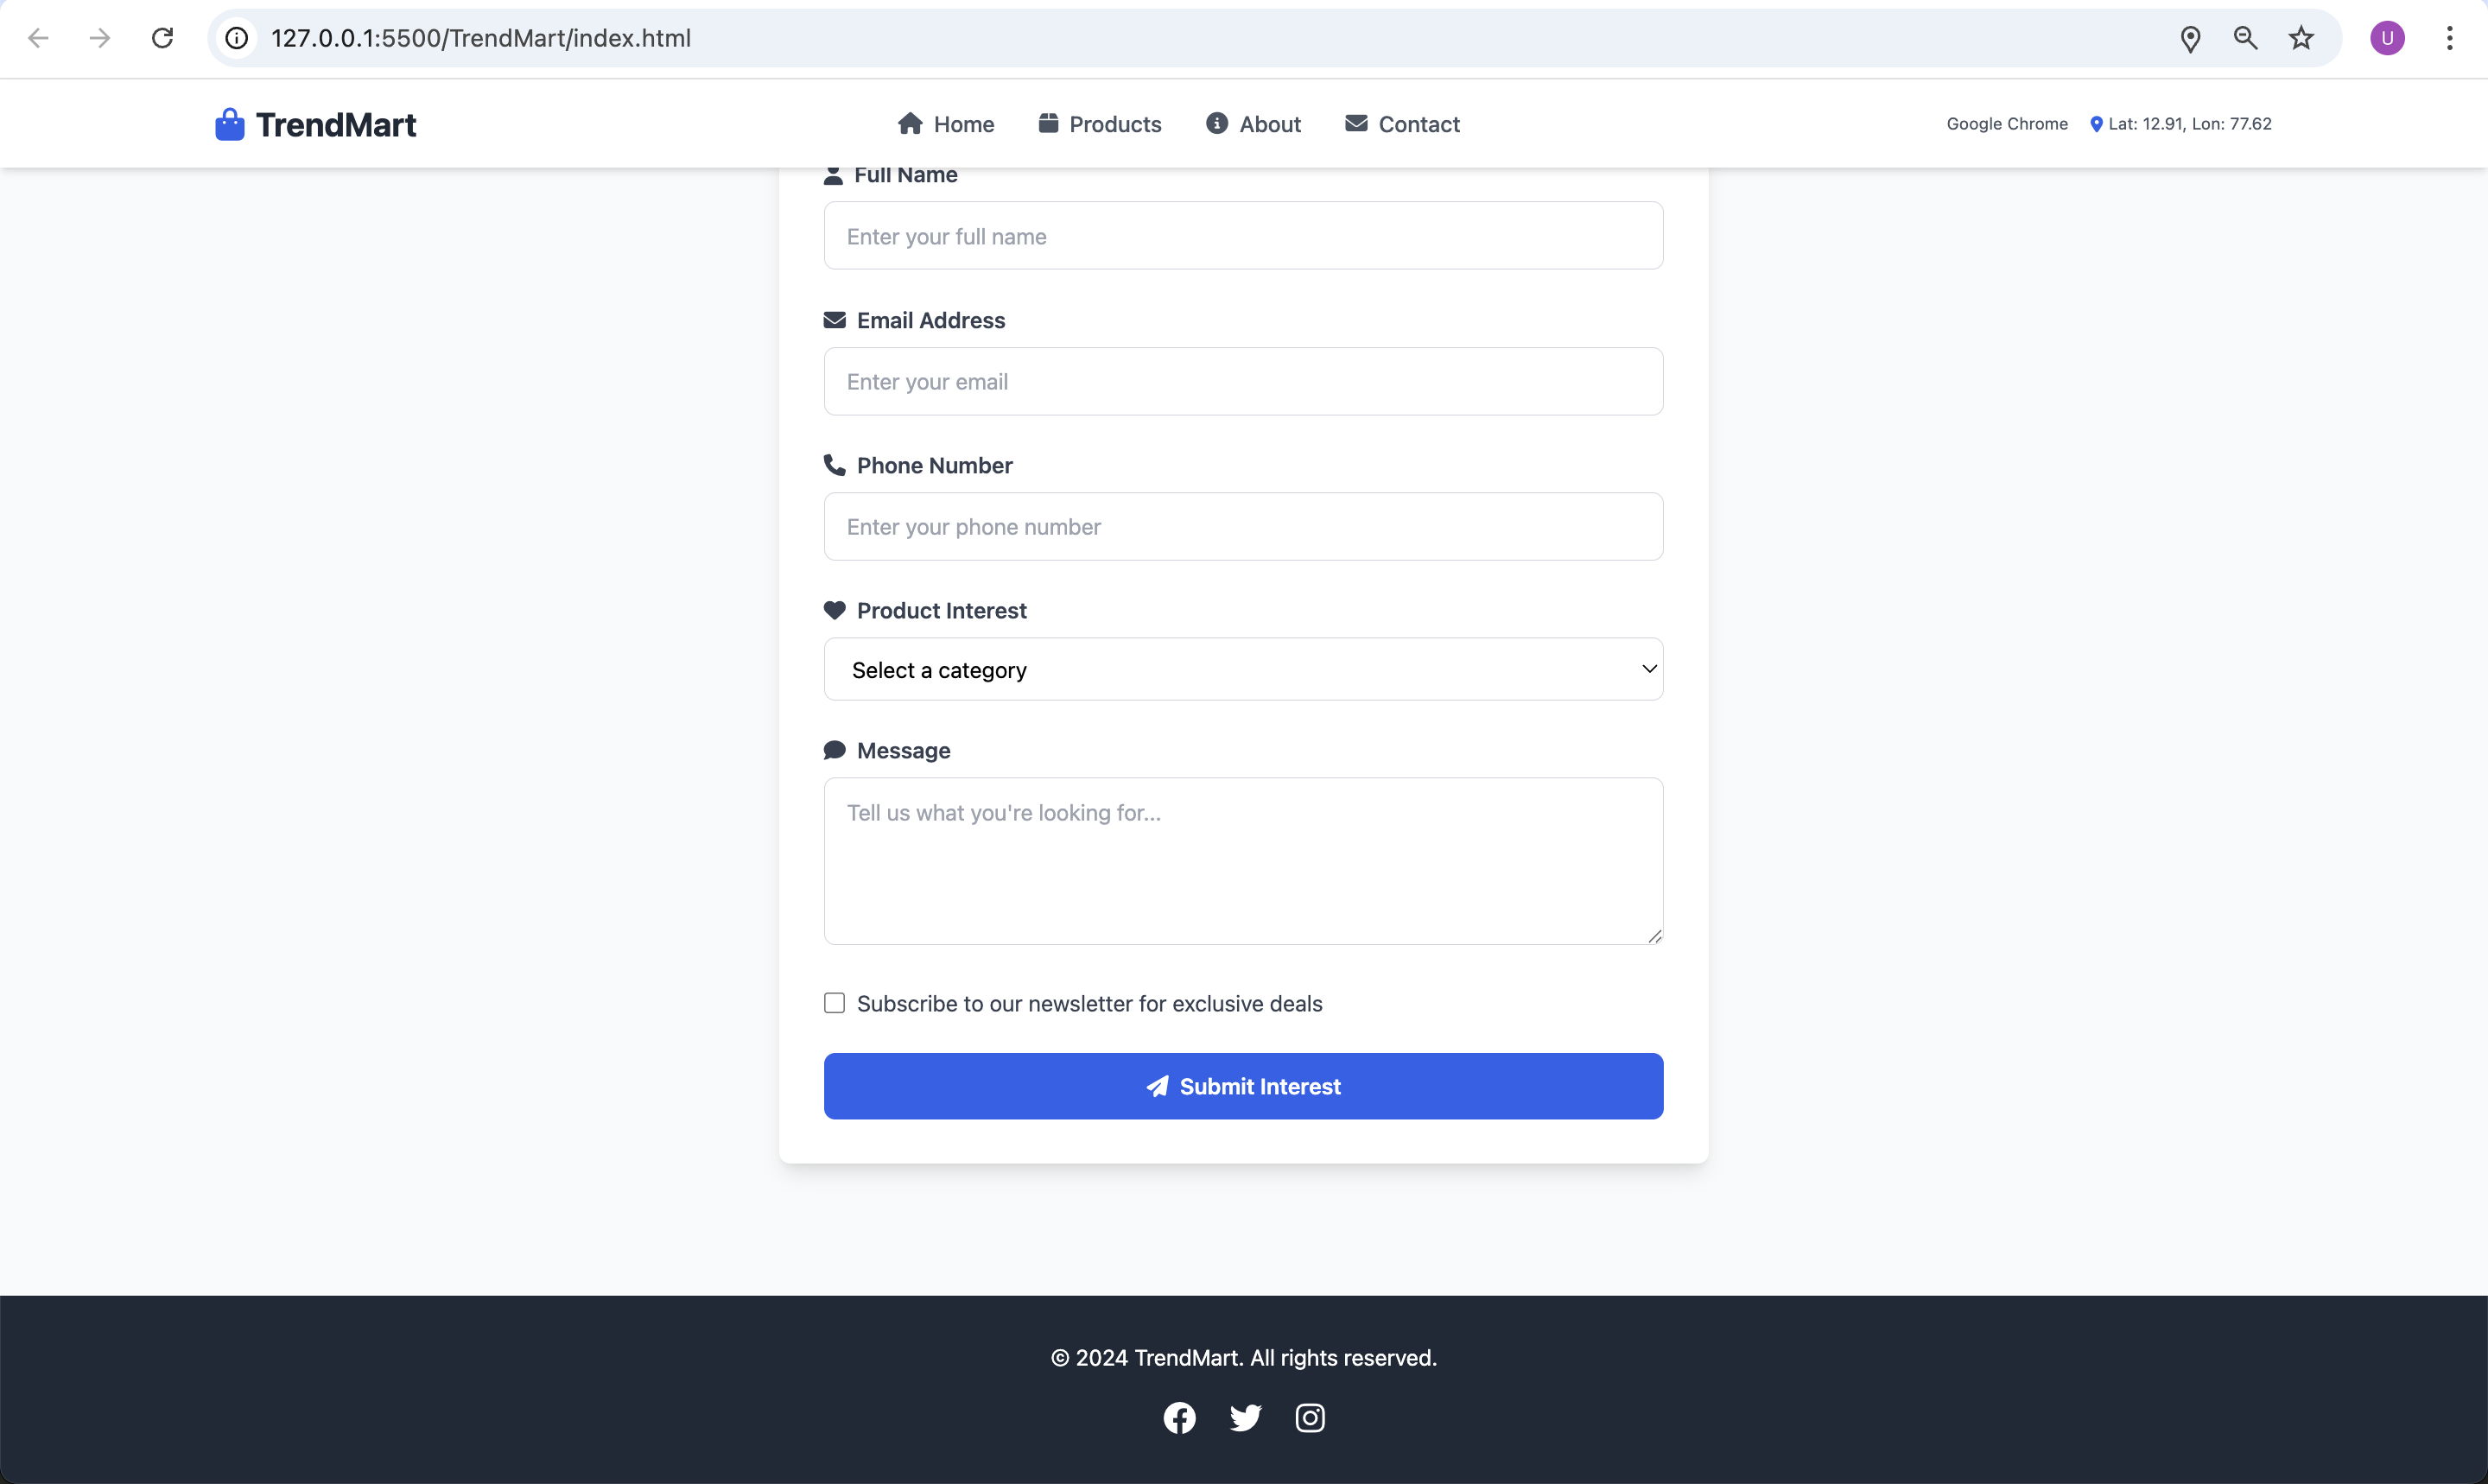 127.0.0.1:5500/TrendMart/index.html
U
TrendMart
Home
Products
About
Contact
Google Chrome
Lat: 12.91, Lon: 77.62
Full Name
Enter your full name
Email Address
Enter your email
Phone Number
Enter your phone number
Product Interest
Select a category
Message
Tell us what you're looking for...
Subscribe to our newsletter for exclusive deals
Submit Interest
© 2024 TrendMart. All rights reserved.